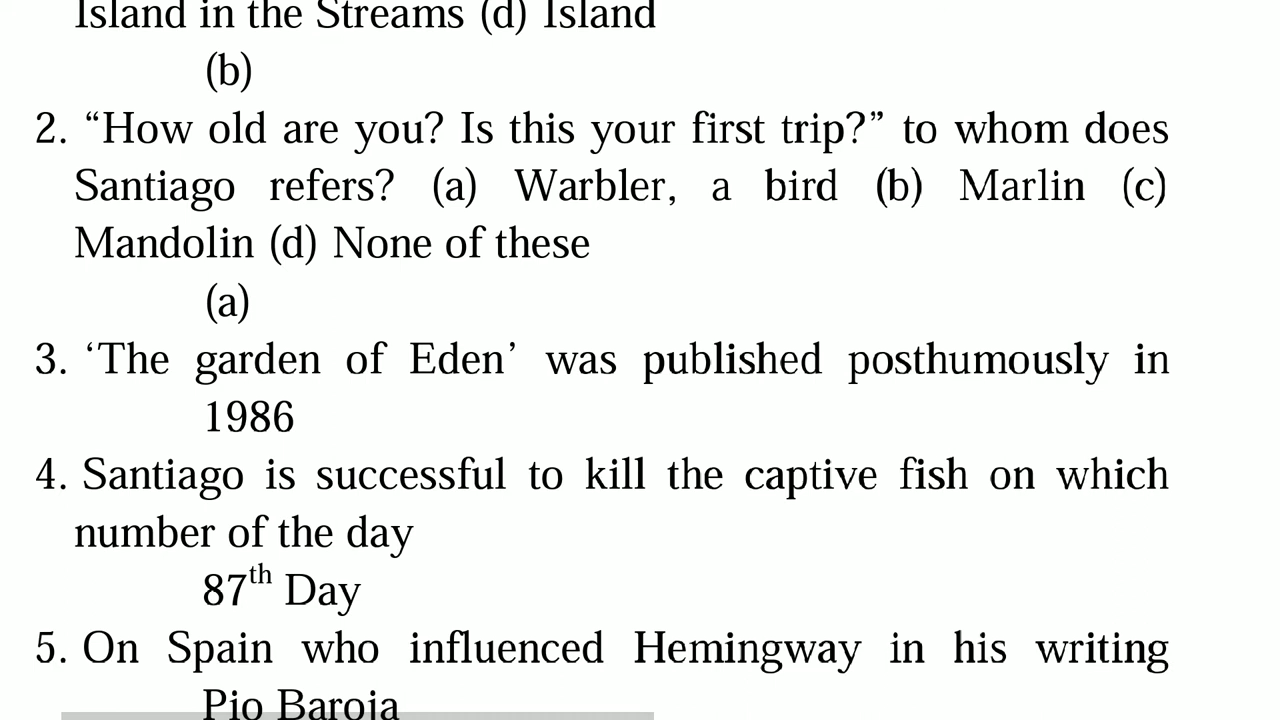 Island in the Streams (d) Island
(b)
2. “How old are you? Is this your first trip?” to whom does
Santiago refers? (a) Warbler, a bird (b) Marlin (c)
Mandolin (d) None of these
(a)
3. ‘The garden of Eden’ was published posthumously in
1986
4. Santiago is successful to kill the captive fish on which
number of the day
87th Day
5. On Spain who influenced Hemingway in his writing
Pio Baroja